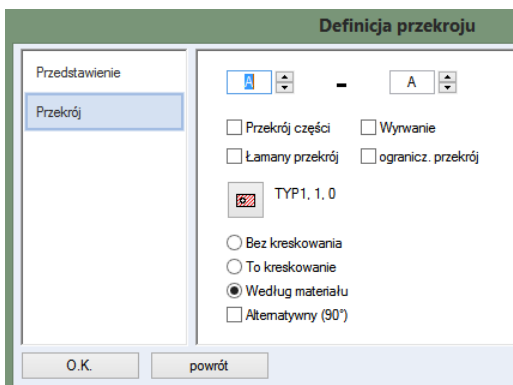 Definicja przekroju
Przedstawienie
Przekrój
A - A
Przekrój części Wyrwanie
Łamany przekrój ogranicz. przekrój
TYP1, 1, 0
Bez kreskowania
To kreskowanie
Według materiału
Alternatywny (90°)
O.K. powrót